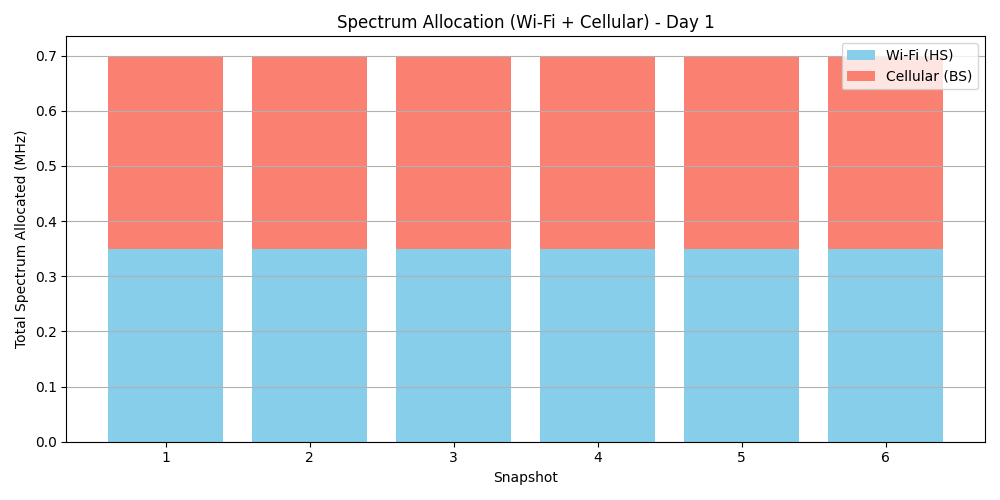 Spectrum Allocation (Wi-Fi + Cellular) - Day 1
Wi-Fi (HS)
Cellular (BS)
Total Spectrum Allocated (MHz)
0.7
0.6
0.5
0.4
0.3
0.2
0.1
0.0
1 2 3 4 5 6
Snapshot